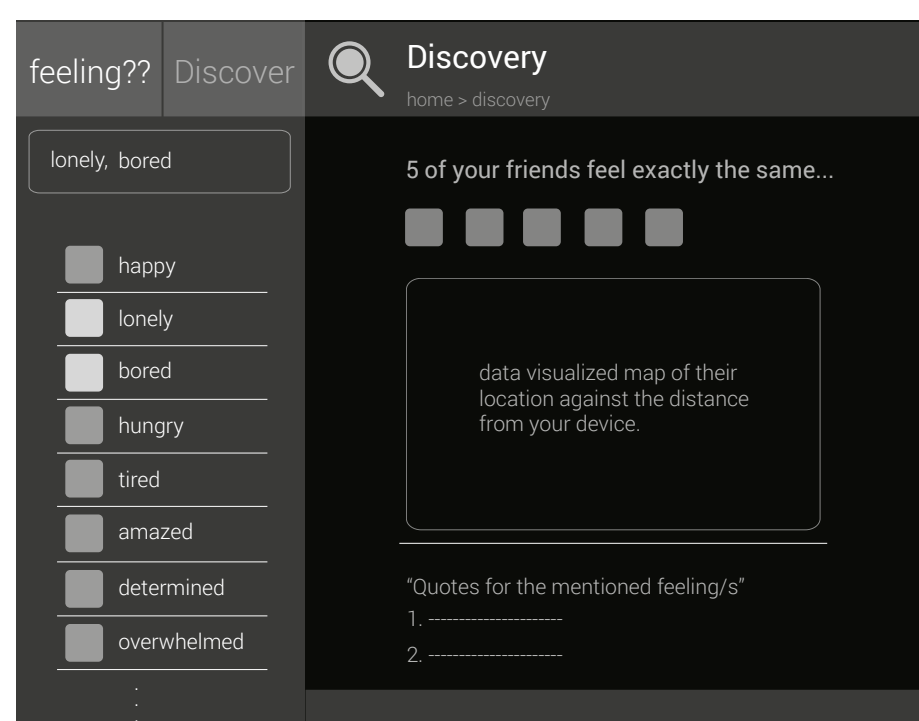 feeling??
Discover
lonely, bored
happy
lonely
bored
hungry
tired
amazed
determined
overwhelmed
.
.
.
Discovery
home > discovery
5 of your friends feel exactly the same...
data visualized map of their
location against the distance
from your device.
“Quotes for the mentioned feeling/s”
1. ----------------------
2. ----------------------